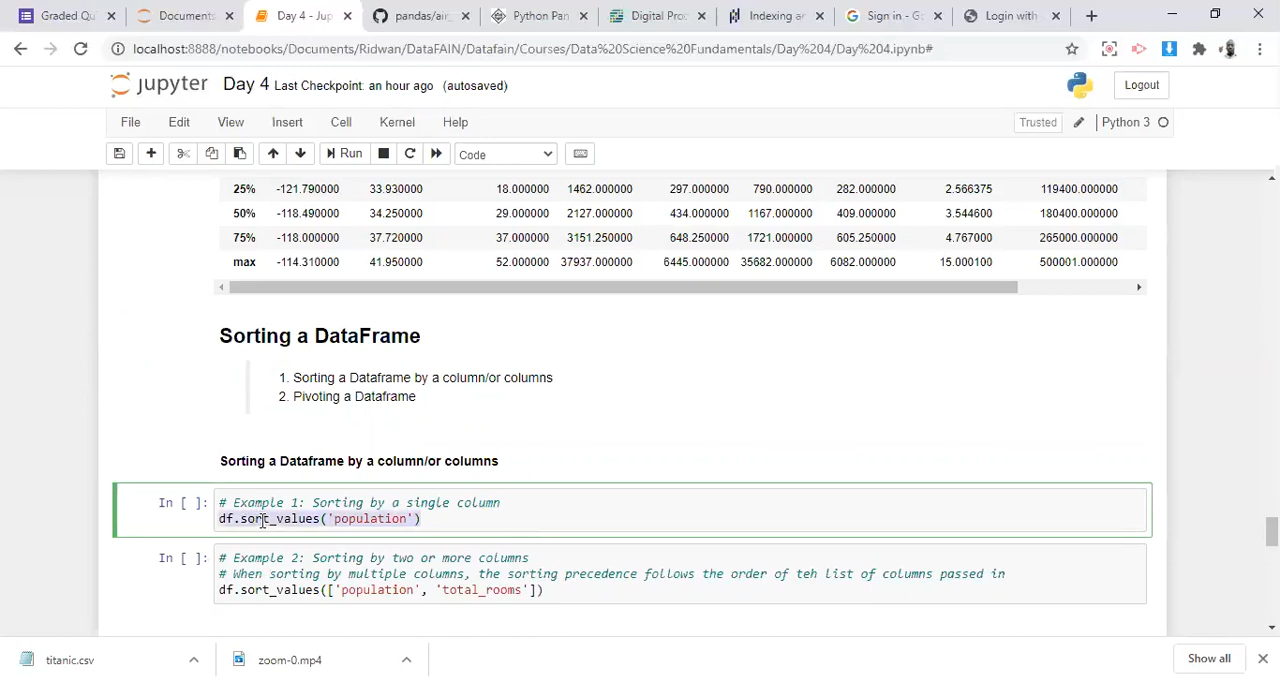 Graded Qu
Documents
Day 4 - Jup
pandas/air
Python Pan
Digital Proc
Indexing an
Sign in - Go
Login with
localhost:8888/notebooks/Documents/Ridwan/DataFAIN/Datafain/Courses/Data%20Science%20Fundamentals/Day%204/Day%204.ipynb#
jupyter Day 4 Last Checkpoint: an hour ago (autosaved) Logout
File Edit View Insert Cell Kernel Help Trusted Python 3
Run Code
25% -121.790000 33.930000 18.000000 1462.000000 297.000000 790.000000 282.000000 2.566375 119400.000000
50% -118.490000 34.250000 29.000000 2127.000000 434.000000 1167.000000 409.000000 3.544600 180400.000000
75% -118.000000 37.720000 37.000000 3151.250000 648.250000 1721.000000 605.250000 4.767000 265000.000000
max -114.310000 41.950000 52.000000 37937.000000 6445.000000 35682.000000 6082.000000 15.000100 500001.000000
Sorting a DataFrame
1. Sorting a Dataframe by a column/or columns
2. Pivoting a Dataframe
Sorting a Dataframe by a column/or columns
In [ ]: # Example 1: Sorting by a single column
df.sort_values('population')
In [ ]: # Example 2: Sorting by two or more columns
# When sorting by multiple columns, the sorting precedence follows the order of teh list of columns passed in
df.sort_values(['population', 'total_rooms'])
titanic.csv
zoom-0.mp4
Show all